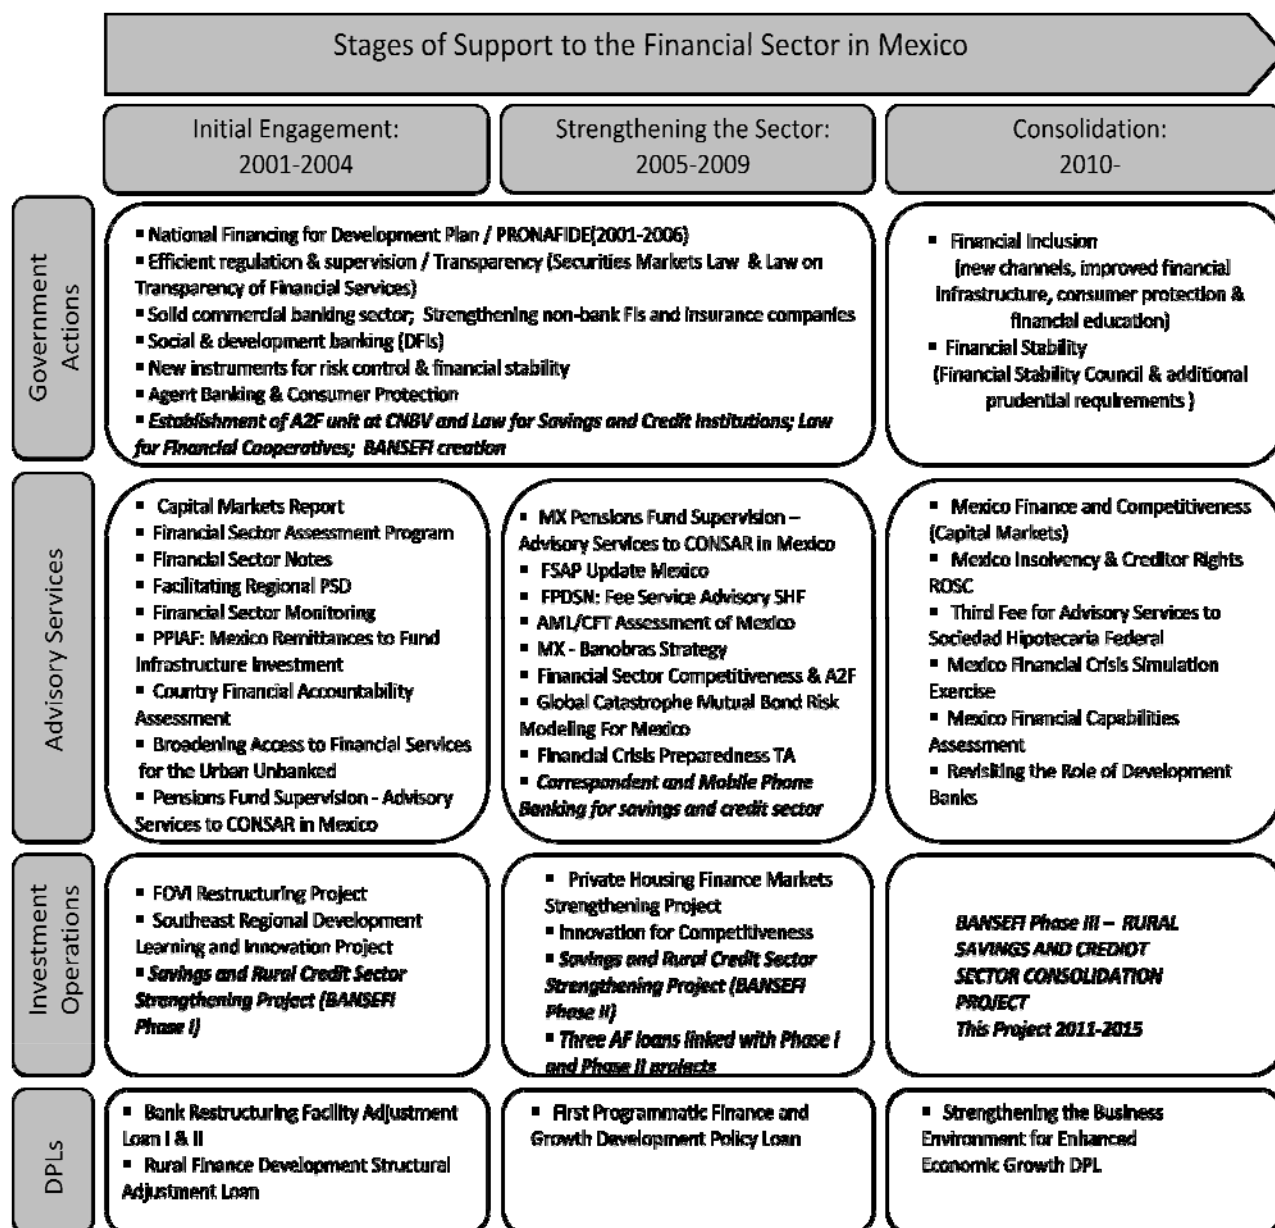 Stages of Support to the Financial Sector in Mexico
Initial Engagement:
2001-2004
Strengthening the Sector:
2005-2009
Consolidation:
2010-
Government
Actions
▪ National Financing for Development Plan / PRONAFIDE(2001-2006)
▪ Efficient regulation & supervision / Transparency (Securities Markets Law & Law on
Transparency of Financial Services)
▪ Solid commercial banking sector; Strengthening non-bank FIs and insurance companies
▪ Social & development banking (DFIs)
▪ New instruments for risk control & financial stability
▪ Agent Banking & Consumer Protection
▪ Establishment of A2F unit at CNBV and Law for Savings and Credit Institutions; Law
for Financial Cooperatives; BANSEFI creation
▪ Financial Inclusion
(new channels, improved financial
infrastructure, consumer protection &
financial education)
▪ Financial Stability
(Financial Stability Council & additional
prudential requirements )
Advisory Services
▪ Capital Markets Report
▪ Financial Sector Assessment Program
▪ Financial Sector Notes
▪ Facilitating Regional PSD
▪ Financial Sector Monitoring
▪ PPIAF: Mexico Remittances to Fund
Infrastructure Investment
▪ Country Financial Accountability
Assessment
▪ Broadening Access to Financial Services
for the Urban Unbanked
▪ Pensions Fund Supervision - Advisory
Services to CONSAR in Mexico
▪ MX Pensions Fund Supervision –
Advisory Services to CONSAR in Mexico
▪ FSAP Update Mexico
▪ FPDSN: Fee Service Advisory SHF
▪ AML/CFT Assessment of Mexico
▪ MX - Banobras Strategy
▪ Financial Sector Competitiveness & A2F
▪ Global Catastrophe Mutual Bond Risk
Modeling For Mexico
▪ Financial Crisis Preparedness TA
▪ Correspondent and Mobile Phone
Banking for savings and credit sector
▪ Mexico Finance and Competitiveness
(Capital Markets)
▪ Mexico Insolvency & Creditor Rights
ROSC
▪ Third Fee for Advisory Services to
Sociedad Hipotecaria Federal
▪ Mexico Financial Crisis Simulation
Exercise
▪ Mexico Financial Capabilities
Assessment
▪ Revisiting the Role of Development
Banks
Investment
Operations
▪ FOVI Restructuring Project
▪ Southeast Regional Development
Learning and Innovation Project
▪ Savings and Rural Credit Sector
Strengthening Project (BANSEFI
Phase I)
▪ Private Housing Finance Markets
Strengthening Project
▪ Innovation for Competitiveness
▪ Savings and Rural Credit Sector
Strengthening Project (BANSEFI
Phase II)
▪ Three AF loans linked with Phase I
and Phase II projects
BANSEFI Phase III – RURAL
SAVINGS AND CREDIOT
SECTOR CONSOLIDATION
PROJECT
This Project 2011-2015
DPLs
▪ Bank Restructuring Facility Adjustment
Loan I & II
▪ Rural Finance Development Structural
Adjustment Loan
▪ First Programmatic Finance and
Growth Development Policy Loan
▪ Strengthening the Business
Environment for Enhanced
Economic Growth DPL